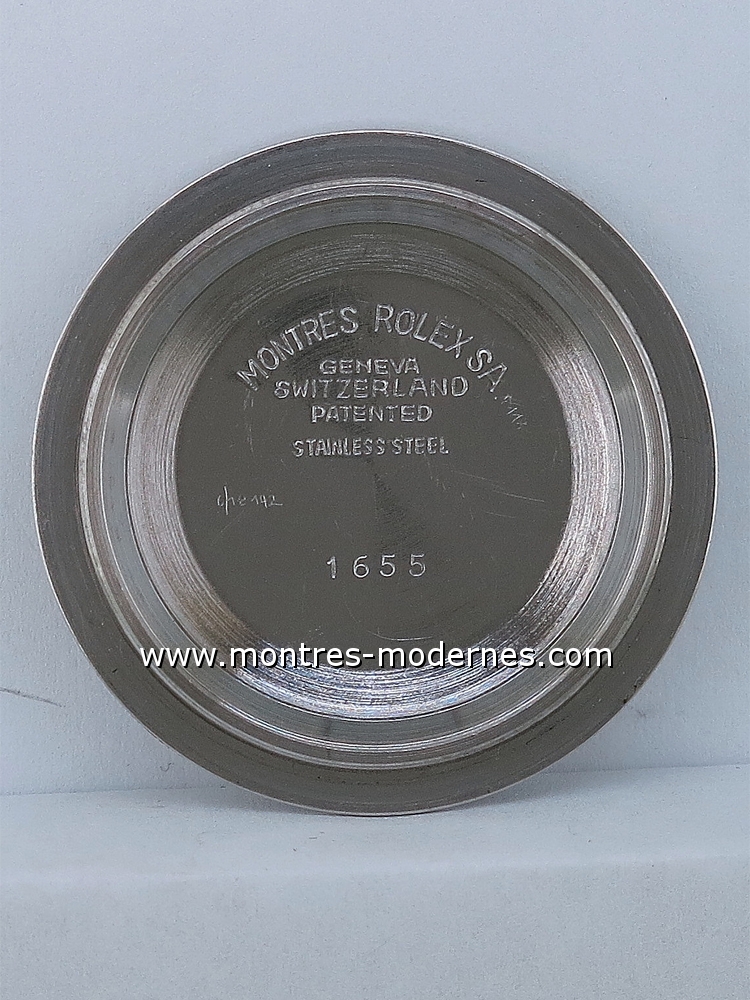 MONTRES ROLEX S.A.
GENEVA
SWITZERLAND
PATENTED
STAINLESS STEEL
1655
www.montres-modernes.com